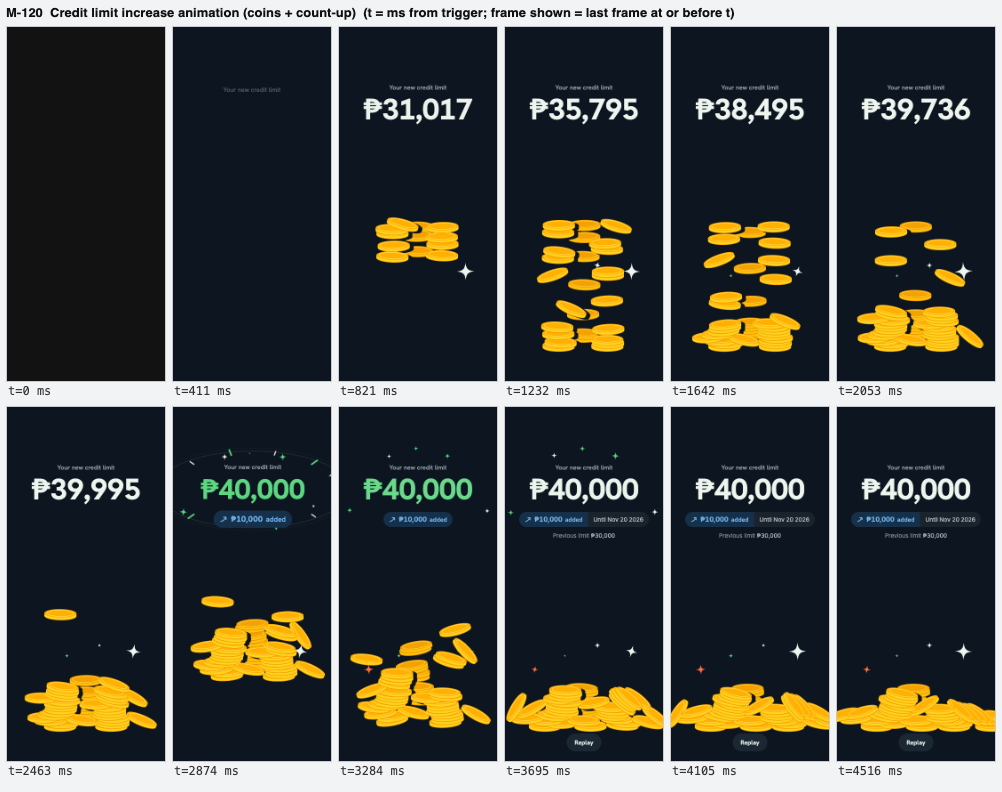 M-120 Credit limit increase animation (coins + count-up) (t = ms from trigger; frame shown = last frame at or before t)
Your new credit limit
Your new credit limit
₱31,017
Your new credit limit
₱35,795
Your new credit limit
₱38,495
Your new credit limit
₱39,736
t=0 ms
t=411 ms
t=821 ms
t=1232 ms
t=1642 ms
t=2053 ms
Your new credit limit
₱39,995
Your new credit limit
₱40,000
↗ ₱10,000 added
Your new credit limit
₱40,000
↗ ₱10,000 added
Your new credit limit
₱40,000
↗ ₱10,000 added Until Nov 20 2026
Previous limit ₱30,000
Replay
Your new credit limit
₱40,000
↗ ₱10,000 added Until Nov 20 2026
Previous limit ₱30,000
Replay
Your new credit limit
₱40,000
↗ ₱10,000 added Until Nov 20 2026
Previous limit ₱30,000
Replay
t=2463 ms
t=2874 ms
t=3284 ms
t=3695 ms
t=4105 ms
t=4516 ms